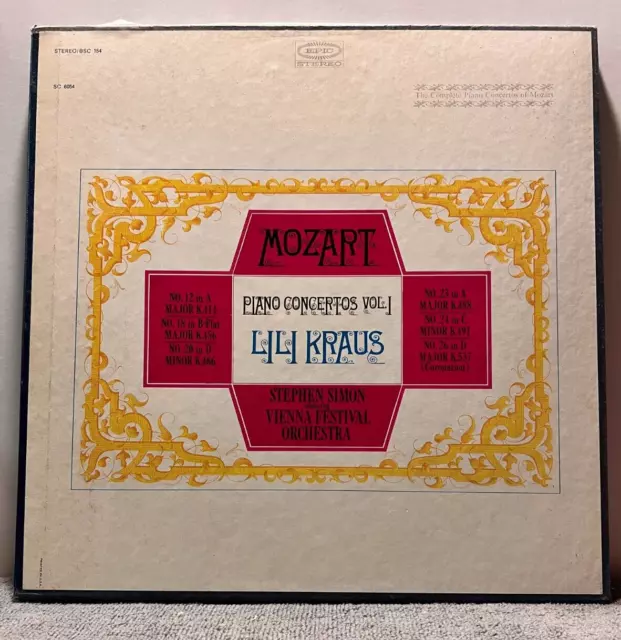 STEREO/BSC 154
EPIC
STEREO
SC 6054
The Complete Piano Concertos of Mozart
MOZART
PIANO CONCERTOS VOL.I
LILI KRAUS
NO. 12 in A
MAJOR K.414
NO. 18 in B-Flat
MAJOR K.456
NO. 20 in D
MINOR K.466
NO. 23 in A
MAJOR K.488
NO. 24 in C
MINOR K.491
NO. 26 in D
MAJOR K.537
(Coronation)
STEPHEN SIMON
VIENNA FESTIVAL
ORCHESTRA